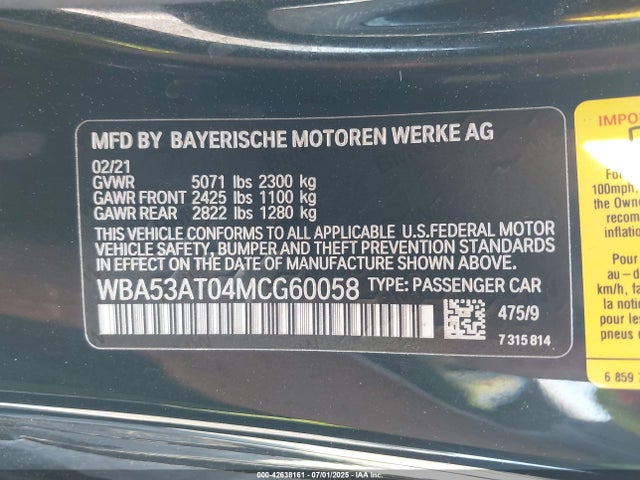 MFD BY BAYERISCHE MOTOREN WERKE AG
02/21
GVWR 5071 lbs 2300 kg
GAWR FRONT 2425 lbs 1100 kg
GAWR REAR 2822 lbs 1280 kg
THIS VEHICLE CONFORMS TO ALL APPLICABLE U.S.FEDERAL MOTOR
VEHICLE SAFETY, BUMPER AND THEFT PREVENTION STANDARDS
IN EFFECT ON THE DATE OF MANUFACTURE SHOWN ABOVE.
WBA53AT04MCG60058 TYPE: PASSENGER CAR
475/9
7 315 814
IMPO
For
100mph,
the Own
recom
inflatio
Pour
au – d
km/h,
la notic
les
pneus
6 859
000-42638161 - 07/01/2025 - IAAI.COM